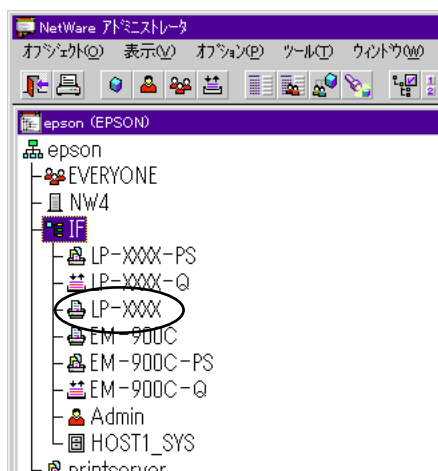 NetWare アドミニストレータ
オブジェクト(O) 表示(V) オプション(P) ツール(T) ウィンドウ(W)
epson (EPSON)
epson
EVERYONE
NW4
IF
LP-XXXX-PS
LP-XXXX-Q
LP-XXXX
EM-900C
EM-900C-PS
EM-900C-Q
Admin
HOST1_SYS
printserver